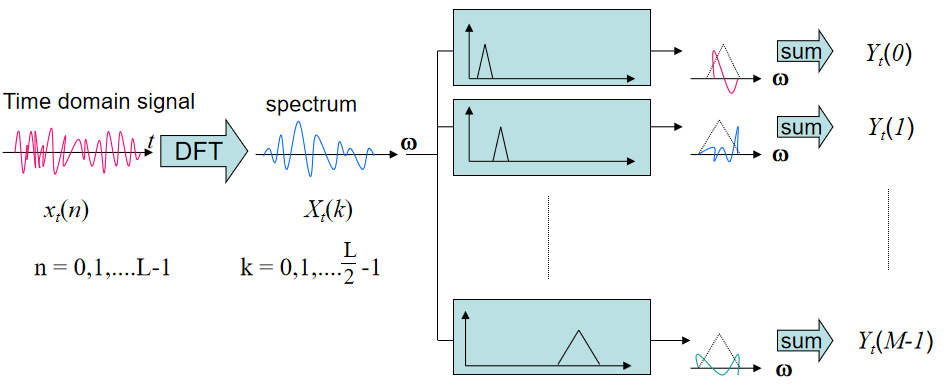 Time domain signal
t
DFT
spectrum
ω
x_t(n)
X_t(k)
n = 0,1,....L-1
k = 0,1,....L/2 -1
sum
ω
Y_t(0)
sum
ω
Y_t(1)
sum
ω
Y_t(M-1)